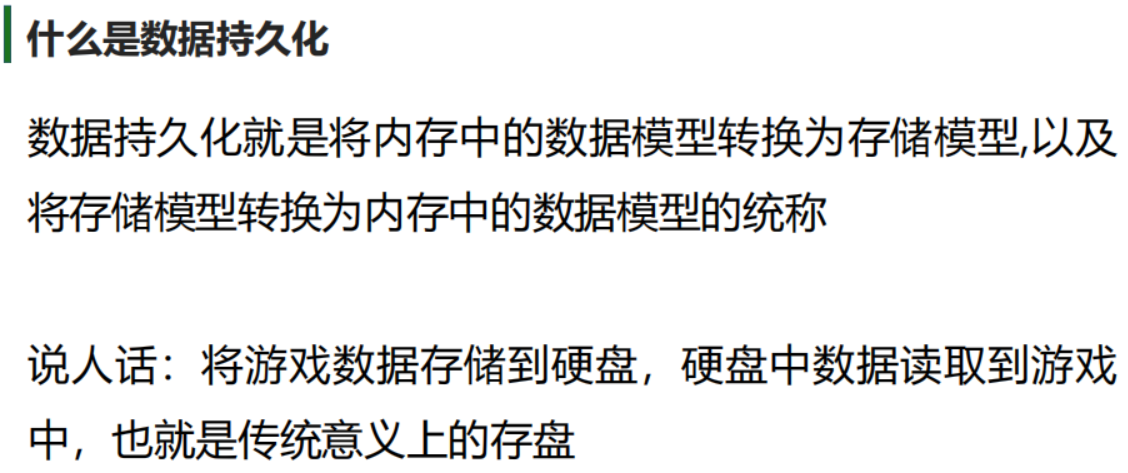 什么是数据持久化
数据持久化就是将内存中的数据模型转换为存储模型,以及
将存储模型转换为内存中的数据模型的统称
说人话：将游戏数据存储到硬盘，硬盘中数据读取到游戏
中，也就是传统意义上的存盘